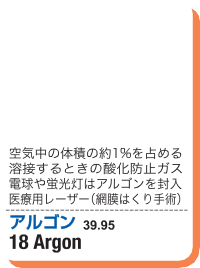 空気中の体積の約1%を占める
溶接するときの酸化防止ガス
電球や蛍光灯はアルゴンを封入
医療用レーザー(網膜はくり手術)
アルゴン 39.95
18 Argon